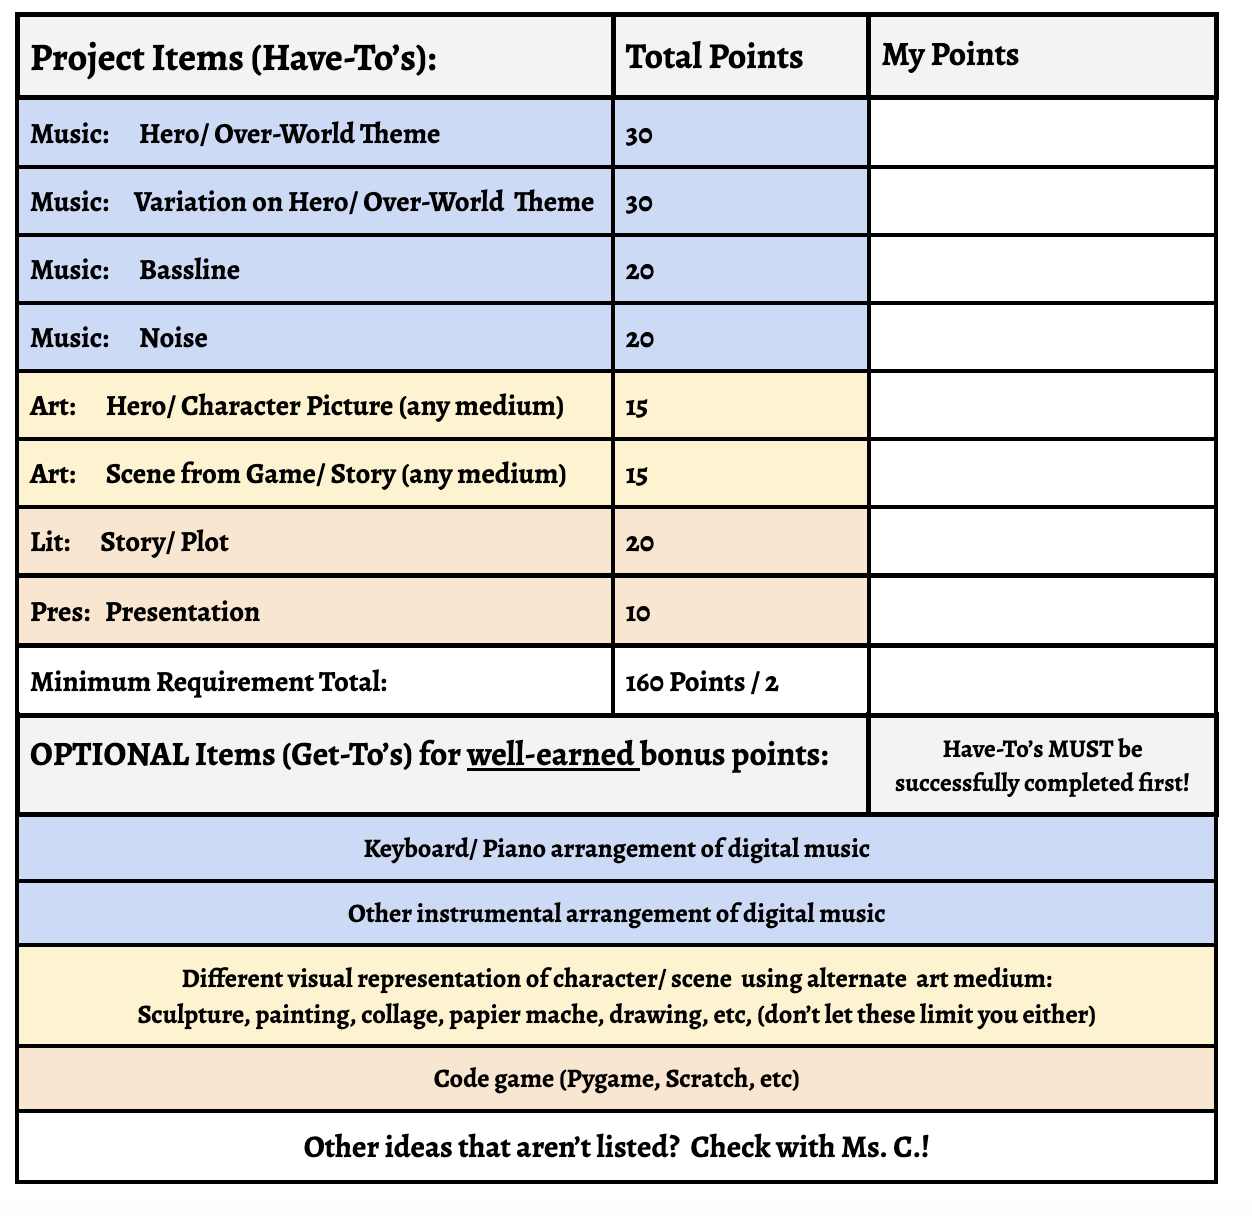 Project Items (Have-To’s): Total Points My Points
Music: Hero/ Over-World Theme 30
Music: Variation on Hero/ Over-World Theme 30
Music: Bassline 20
Music: Noise 20
Art: Hero/ Character Picture (any medium) 15
Art: Scene from Game/ Story (any medium) 15
Lit: Story/ Plot 20
Pres: Presentation 10
Minimum Requirement Total: 160 Points / 2
OPTIONAL Items (Get-To’s) for well-earned bonus points:
Have-To’s MUST be
successfully completed first!
Keyboard/ Piano arrangement of digital music
Other instrumental arrangement of digital music
Different visual representation of character/ scene using alternate art medium:
Sculpture, painting, collage, papier mache, drawing, etc, (don’t let these limit you either)
Code game (Pygame, Scratch, etc)
Other ideas that aren’t listed? Check with Ms. C.!